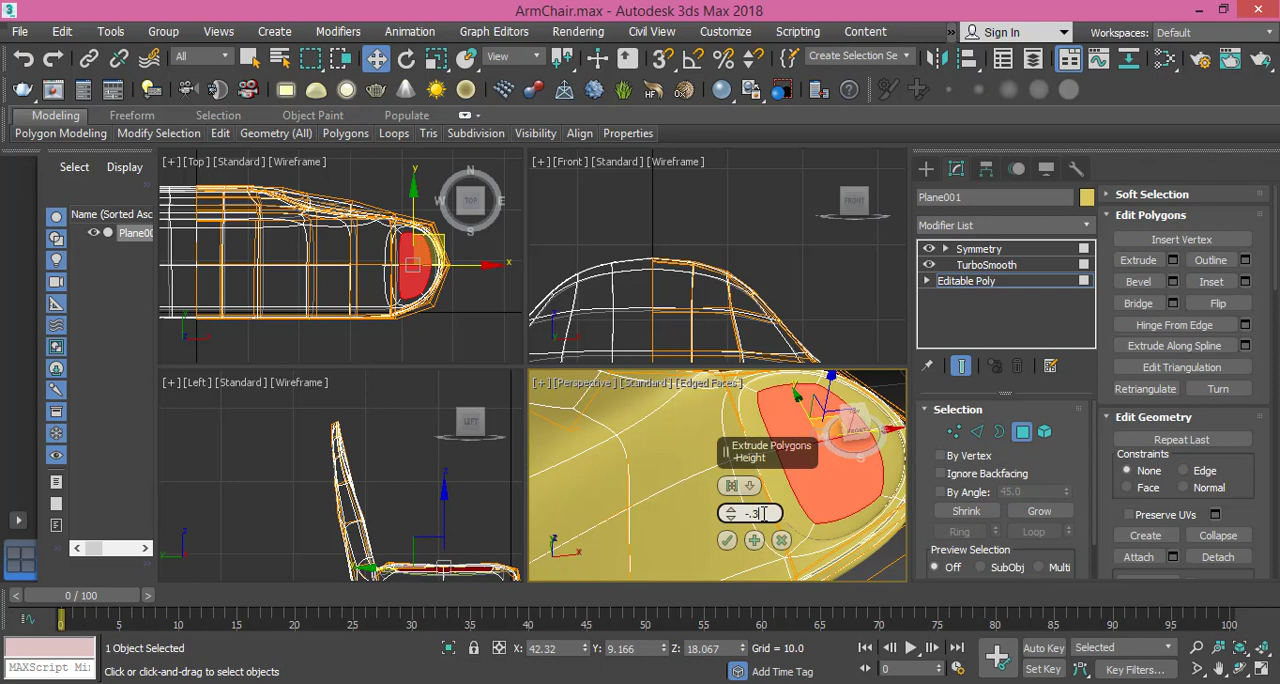 ArmChair.max - Autodesk 3ds Max 2018
File Edit Tools Group Views Create Modifiers Animation Graph Editors Rendering Civil View Customize Scripting Content Sign In Workspaces: Default
All View Create Selection Se
Modeling Freeform Selection Object Paint Populate
Polygon Modeling Modify Selection Edit Geometry (All) Polygons Loops Tris Subdivision Visibility Align Properties
Select Display
Name (Sorted Asc
Plane00
[+] [Top] [Standard] [Wireframe]
N
W TOP E
S
y
x
z
[+] [Front] [Standard] [Wireframe]
FRONT
[+] [Left] [Standard] [Wireframe]
LEFT
[+] [Perspective] [Standard] [Edged Faces]
FRONT
S
Extrude Polygons
-Height
-.3
Plane001
Modifier List
Symmetry
TurboSmooth
Editable Poly
Selection
By Vertex
Ignore Backfacing
By Angle: 45.0
Shrink Grow
Ring Loop
Preview Selection
Off SubObj Multi
Soft Selection
Edit Polygons
Insert Vertex
Extrude Outline
Bevel Inset
Bridge Flip
Hinge From Edge
Extrude Along Spline
Edit Triangulation
Retriangulate Turn
Edit Geometry
Repeat Last
Constraints
None Edge
Face Normal
Preserve UVs
Create Collapse
Attach Detach
0 / 100
0 5 10 15 20 25 30 35 40 45 50 55 60 65 70 75 80 85 90 95 100
MAXScript Mi
1 Object Selected
Click or click-and-drag to select objects
X: 42.32 Y: 9.166 Z: 18.067 Grid = 10.0
Add Time Tag
0
Auto Key Selected
Set Key Key Filters...